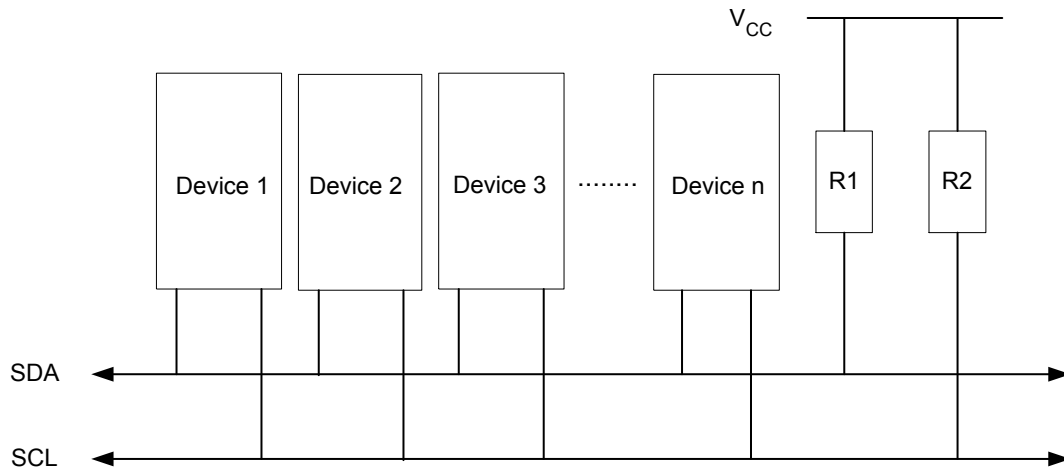 VCC
Device 1
Device 2
Device 3
........
Device n
R1
R2
SDA
SCL